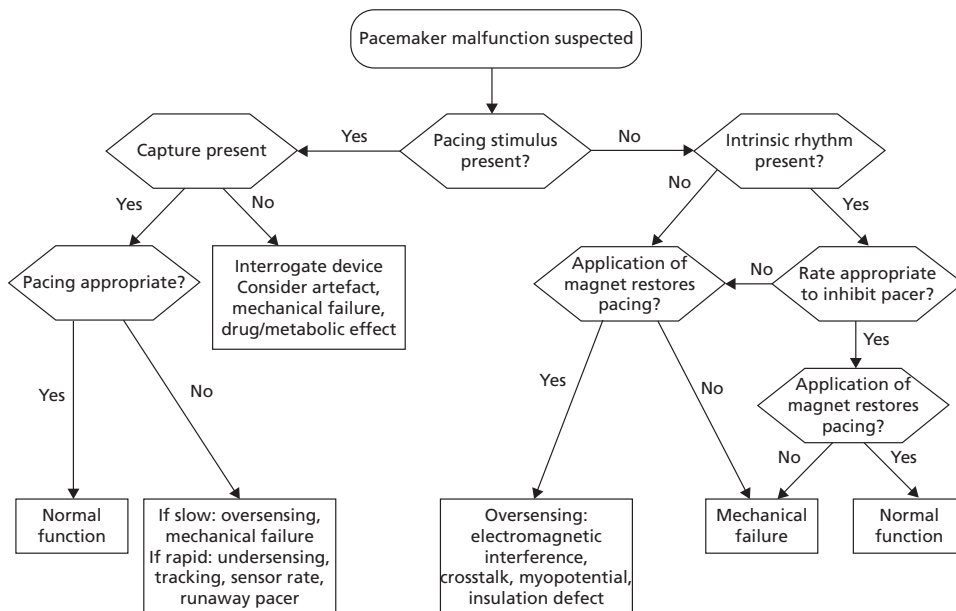 Pacemaker malfunction suspected
Yes
Pacing stimulus
present?
No
Capture present
Intrinsic rhythm
present?
Yes
No
No
Yes
Pacing appropriate?
Interrogate device
Consider artefact,
mechanical failure,
drug/metabolic effect
Application of
magnet restores
pacing?
No
Rate appropriate
to inhibit pacer?
Yes
Yes
No
Yes
No
Application of
magnet restores
pacing?
No
Yes
Normal
function
If slow: oversensing,
mechanical failure
If rapid: undersensing,
tracking, sensor rate,
runaway pacer
Oversensing:
electromagnetic
interference,
crosstalk, myopotential,
insulation defect
Mechanical
failure
Normal
function